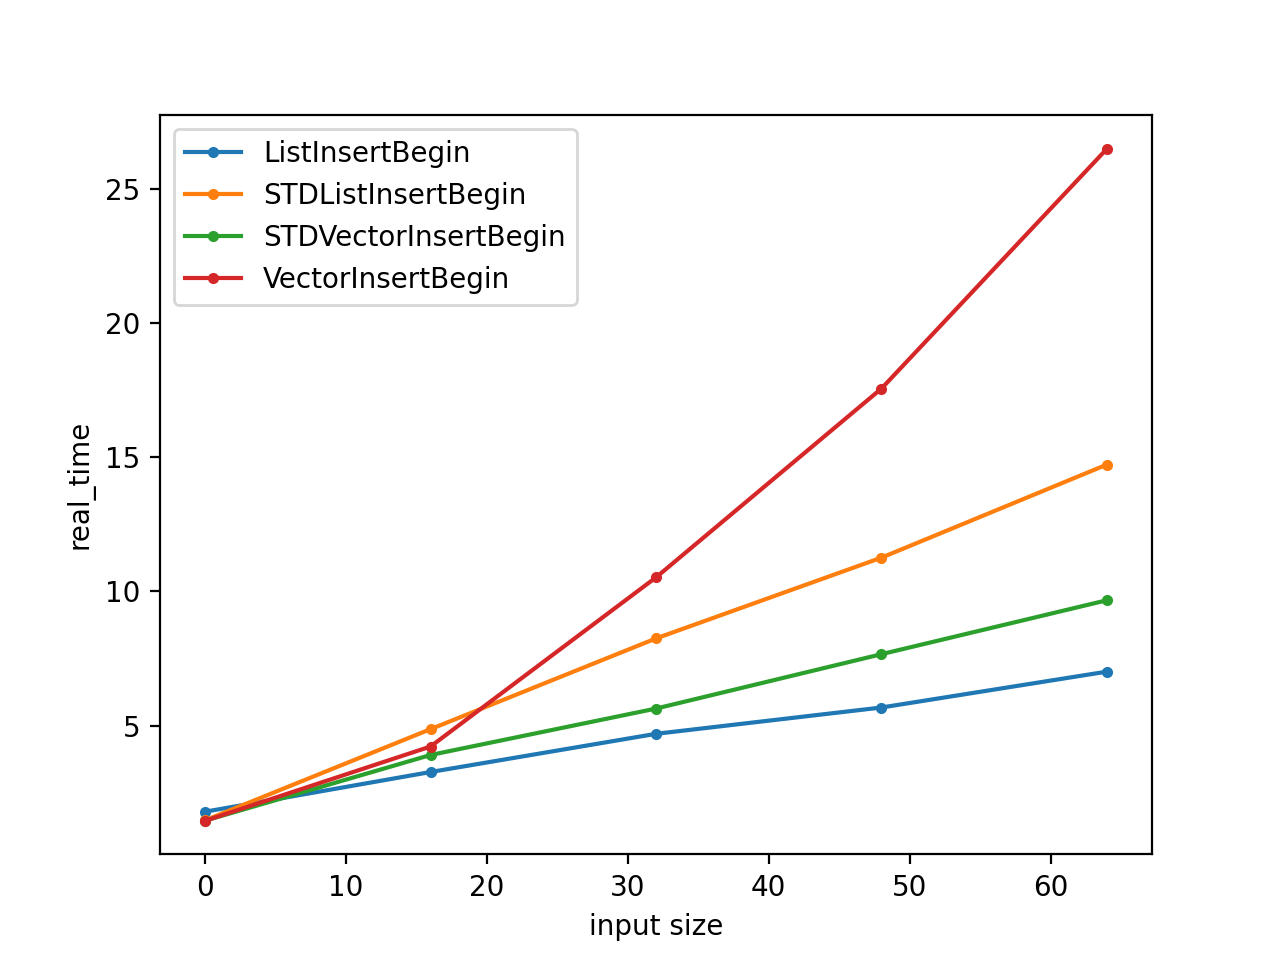 ListInsertBegin
STDListInsertBegin
STDVectorInsertBegin
VectorInsertBegin
25
20
15
10
5
real_time
0 10 20 30 40 50 60
input size